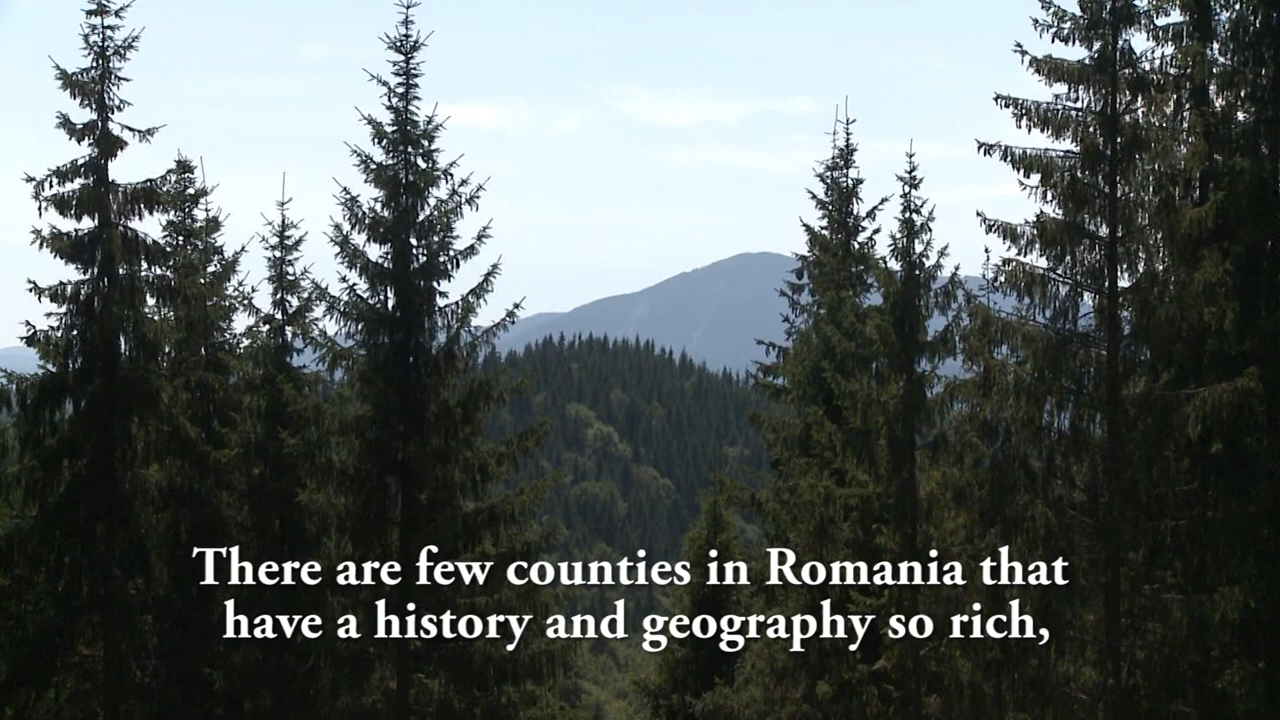 There are few counties in Romania that
have a history and geography so rich,